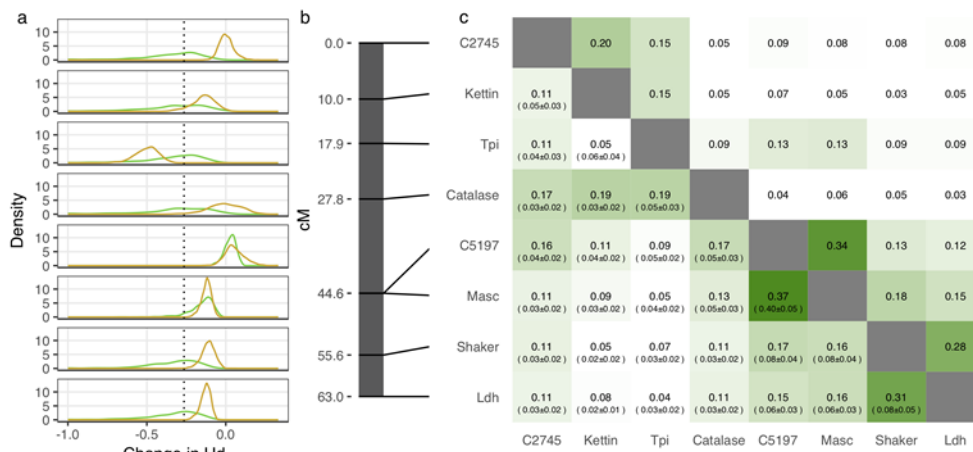 a
b
c
10
5
0
10
5
0
10
5
0
10
5
0
10
5
0
10
5
0
10
5
0
10
5
0
Density
-1.0 -0.5 0.0
Change in Hd
cM
0.0
10.0
17.9
27.8
44.6
55.6
63.0
C2745 0.20 0.15 0.05 0.09 0.08 0.08 0.08
Kettin 0.11 0.15 0.05 0.07 0.05 0.03 0.05
(0.05±0.03)
Tpi 0.11 0.05 0.09 0.13 0.13 0.09 0.09
(0.04±0.03) (0.06±0.04)
Catalase 0.17 0.19 0.19 0.04 0.06 0.05 0.03
(0.03±0.02) (0.03±0.02) (0.05±0.03)
C5197 0.16 0.11 0.09 0.17 0.34 0.13 0.12
(0.04±0.02) (0.04±0.02) (0.05±0.02) (0.05±0.03)
Masc 0.11 0.09 0.05 0.13 0.37 0.18 0.15
(0.03±0.02) (0.03±0.02) (0.04±0.02) (0.05±0.03) (0.40±0.05)
Shaker 0.11 0.05 0.07 0.11 0.17 0.16 0.28
(0.03±0.02) (0.02±0.02) (0.03±0.02) (0.03±0.02) (0.08±0.04) (0.08±0.04)
Ldh 0.11 0.08 0.04 0.11 0.15 0.16 0.31
(0.03±0.02) (0.02±0.01) (0.03±0.02) (0.03±0.02) (0.06±0.03) (0.06±0.03) (0.08±0.05)
C2745 Kettin Tpi Catalase C5197 Masc Shaker Ldh